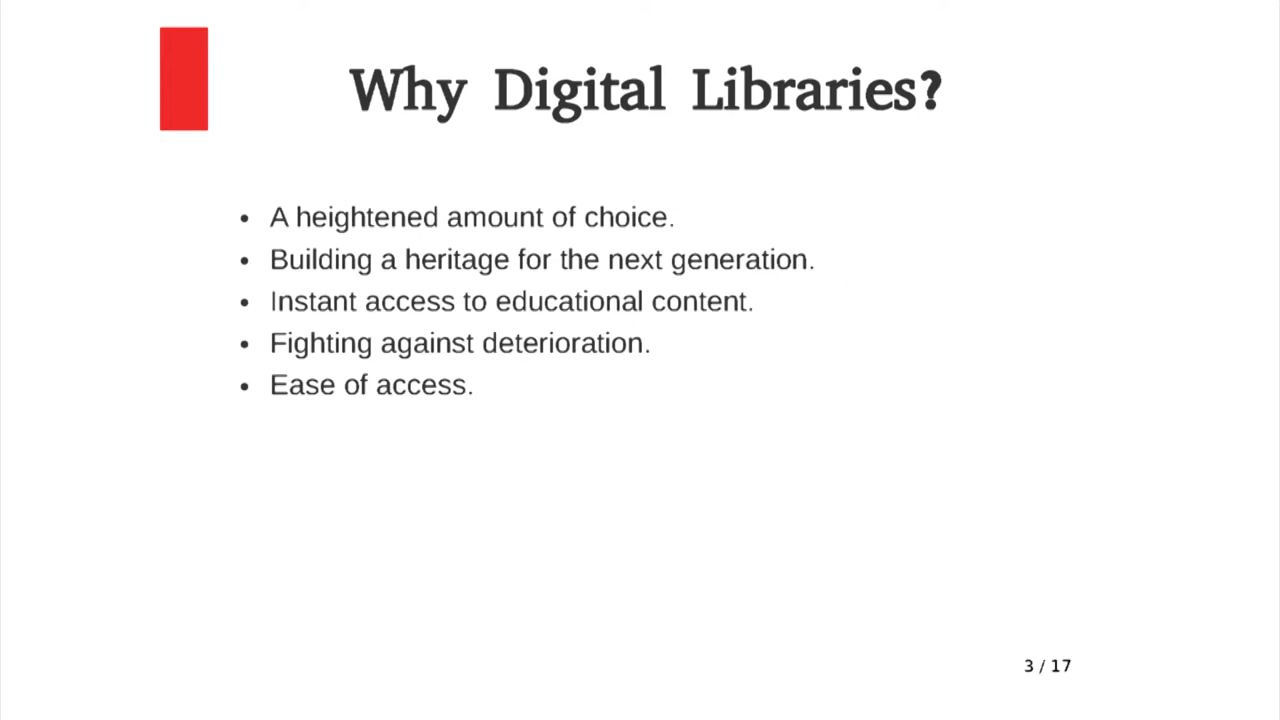 Why Digital Libraries?
• A heightened amount of choice.
• Building a heritage for the next generation.
• Instant access to educational content.
• Fighting against deterioration.
• Ease of access.
3 / 17